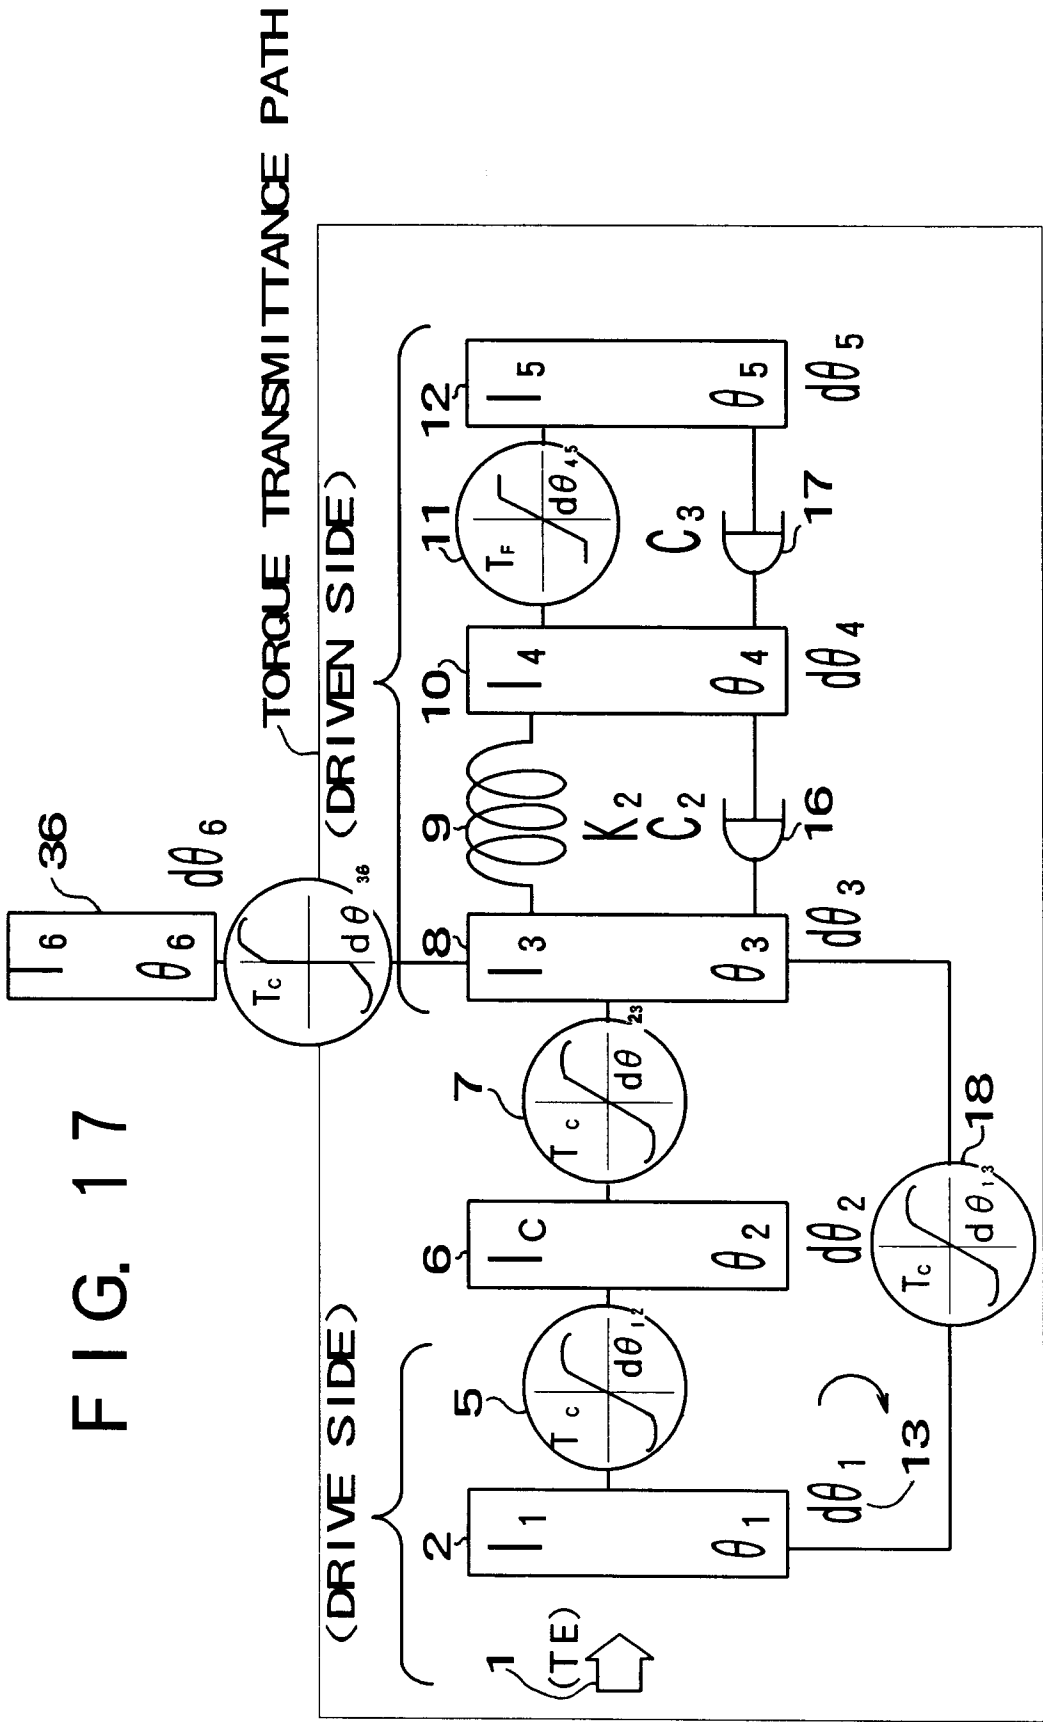 FIG. 17
TORQUE TRANSMITTANCE PATH
36
I6
θ6
dθ6
TC
dθ36
(DRIVE SIDE)
(DRIVEN SIDE)
1
(TE)
2
I1
θ1
dθ1
13
5
TC
dθ12
6
IC
θ2
dθ2
7
TC
dθ23
8
I3
θ3
dθ3
9
K2
C2
16
10
I4
θ4
dθ4
11
TF
dθ45
C3
17
12
I5
θ5
dθ5
TC
dθ13
18